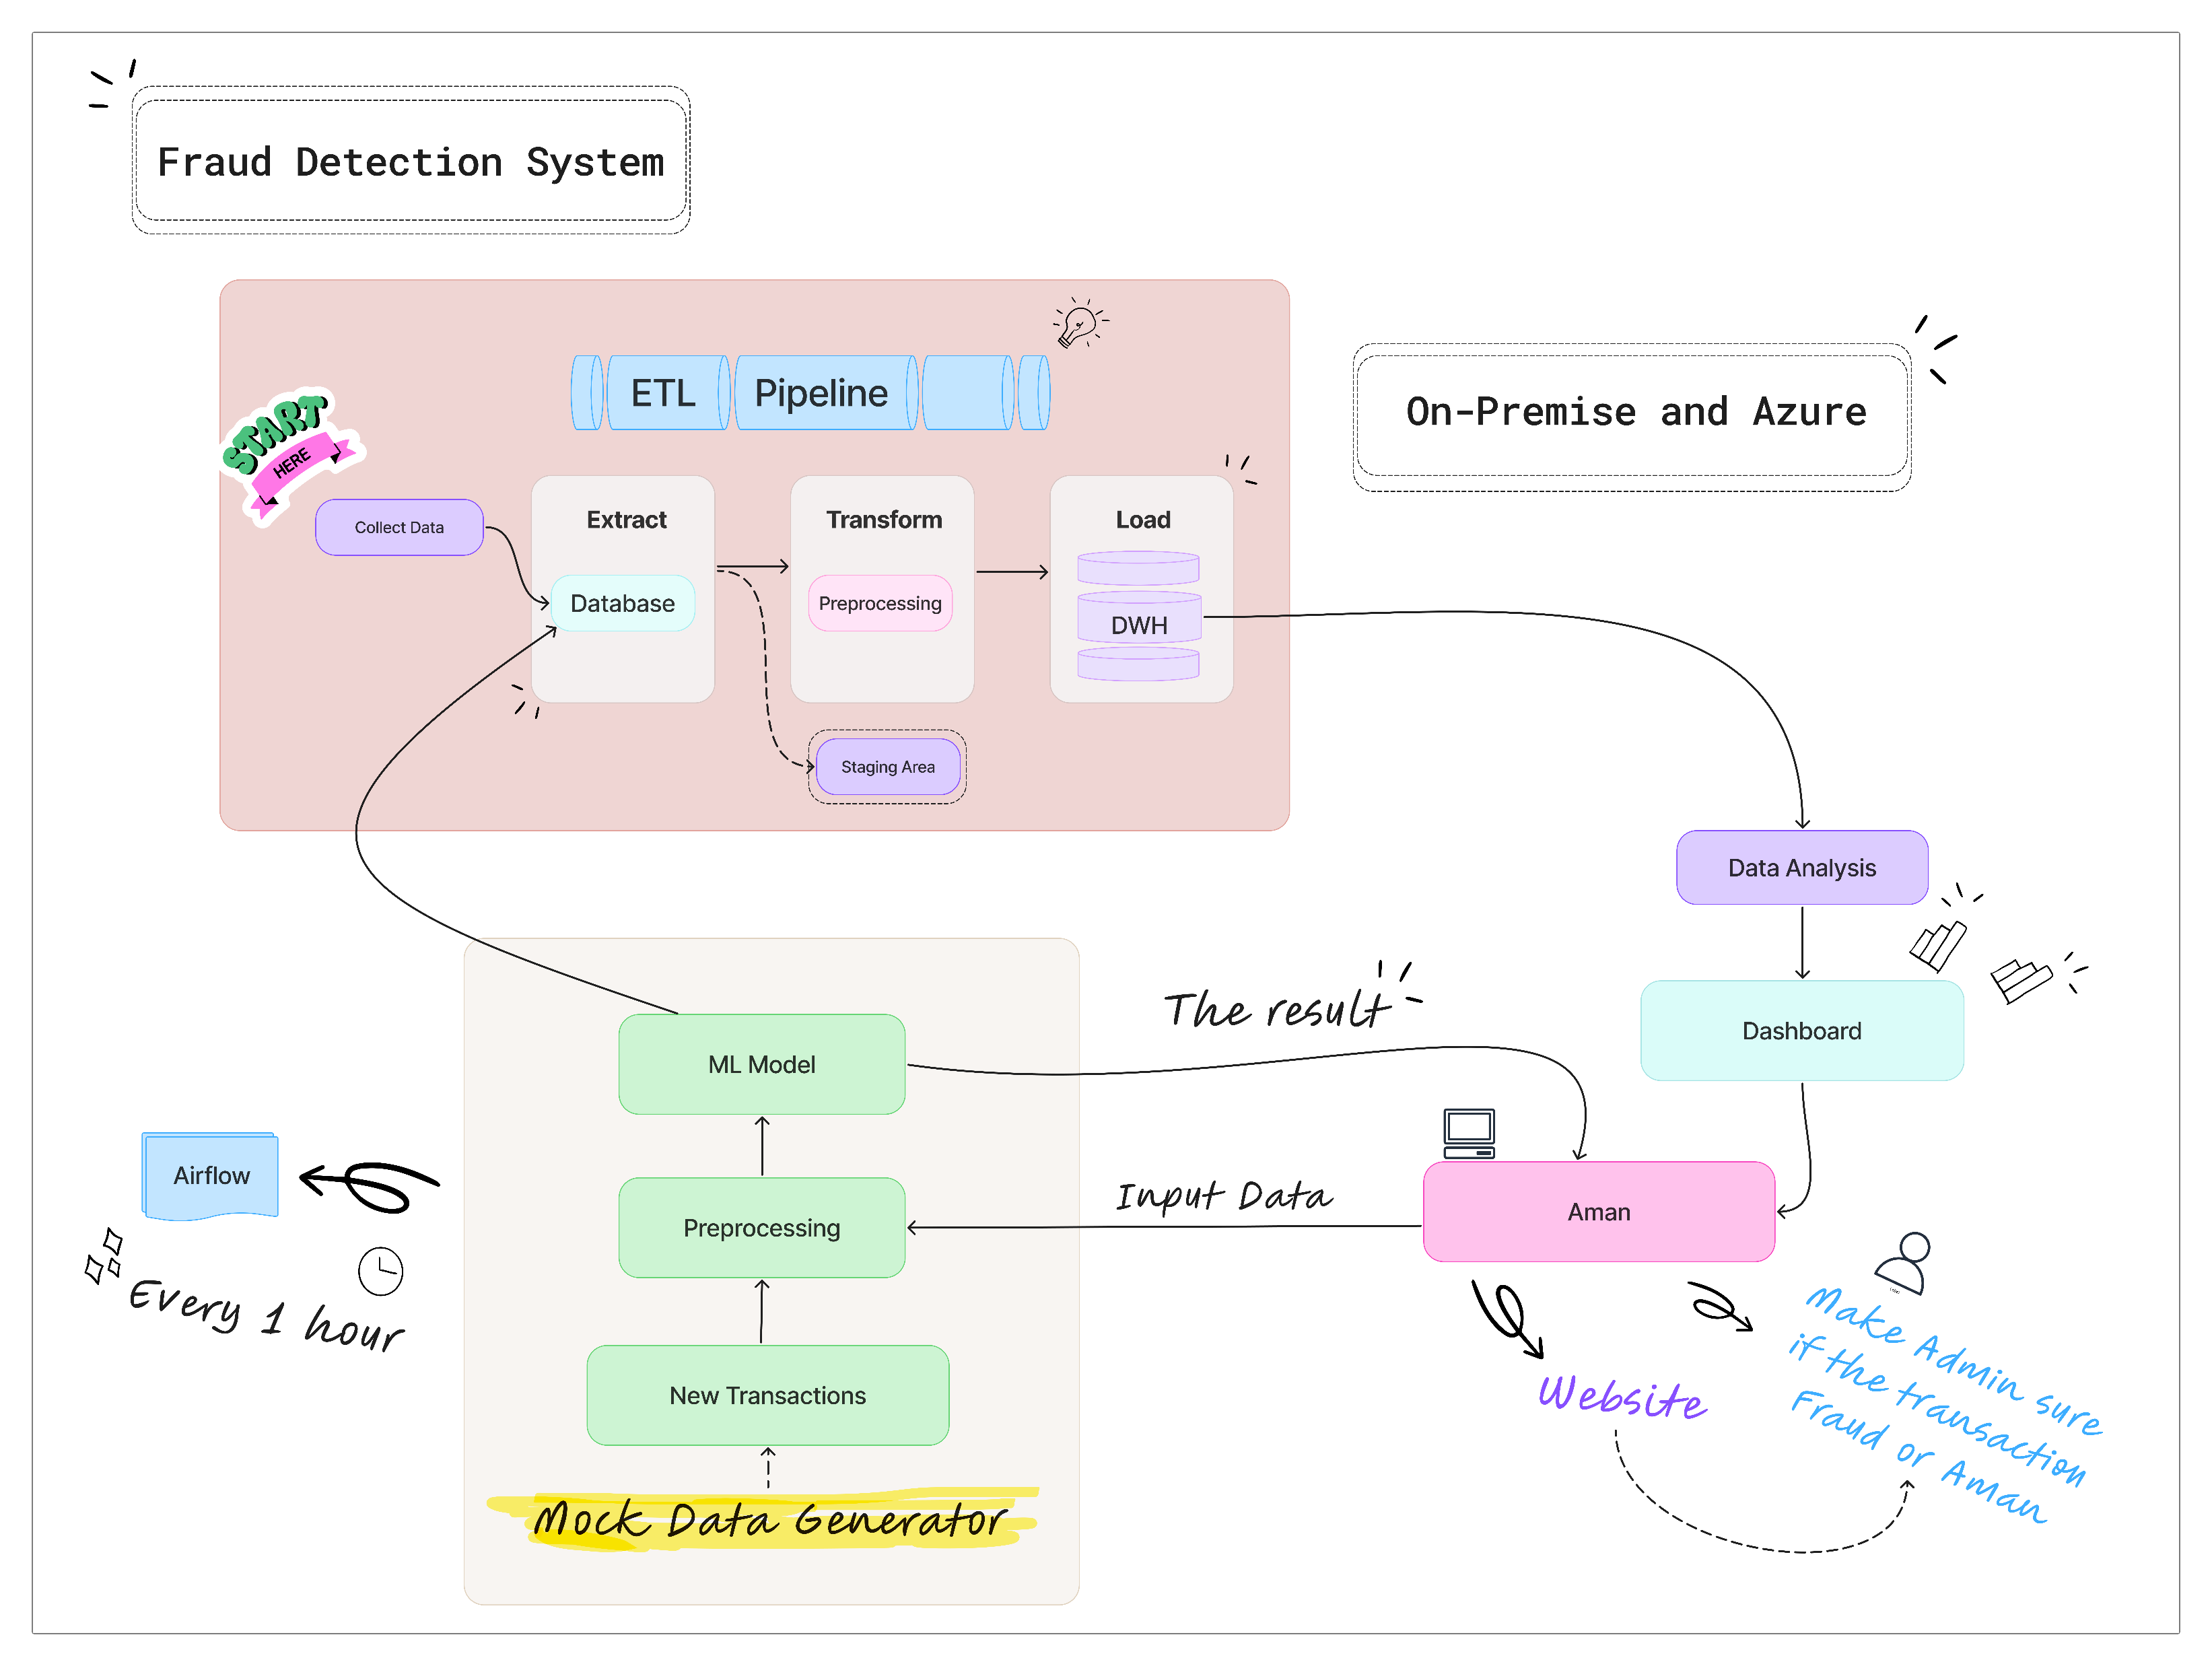 Fraud Detection System
ETL Pipeline
On-Premise and Azure
START
HERE
Collect Data
Extract
Database
Transform
Preprocessing
Load
DWH
Staging Area
Data Analysis
Dashboard
The result
ML Model
Airflow
Every 1 hour
Preprocessing
Input Data
Aman
New Transactions
Mock Data Generator
Website
Make Admin sure
if the transaction
Fraud or Aman